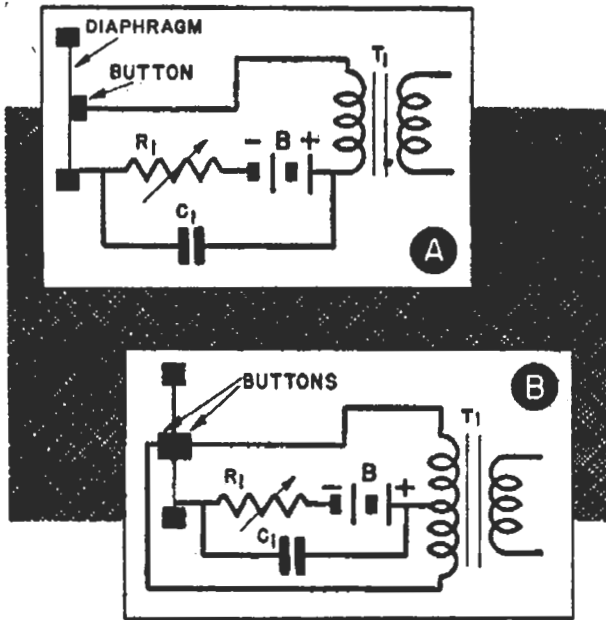 DIAPHRAGM
BUTTON
T1
R1
- B +
C1
A
BUTTONS
B
T1
R1
- B +
C1